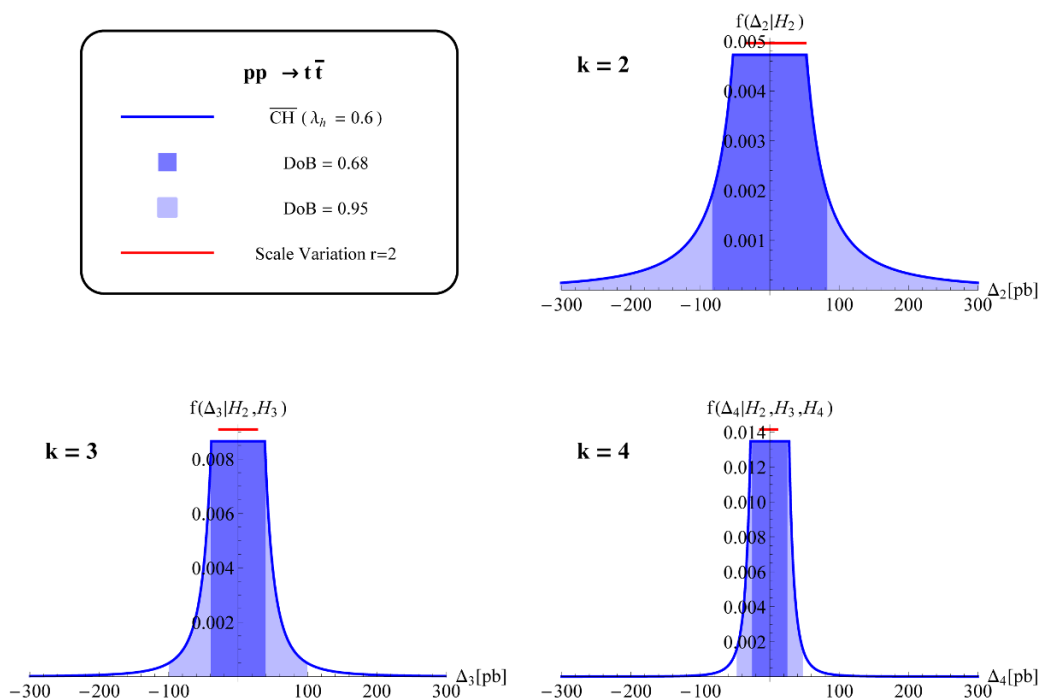 pp → t t̅
C̅H̅ (λₕ = 0.6)
DoB = 0.68
DoB = 0.95
Scale Variation r=2
f(Δ₂|H₂)
k = 2
0.005
0.004
0.003
0.002
0.001
−300 −200 −100 100 200 300 Δ₂[pb]
f(Δ₃|H₂,H₃)
k = 3
0.008
0.006
0.004
0.002
−300 −200 −100 100 200 300 Δ₃[pb]
f(Δ₄|H₂,H₃,H₄)
k = 4
0.014
0.012
0.010
0.008
0.006
0.004
0.002
−300 −200 −100 100 200 300 Δ₄[pb]